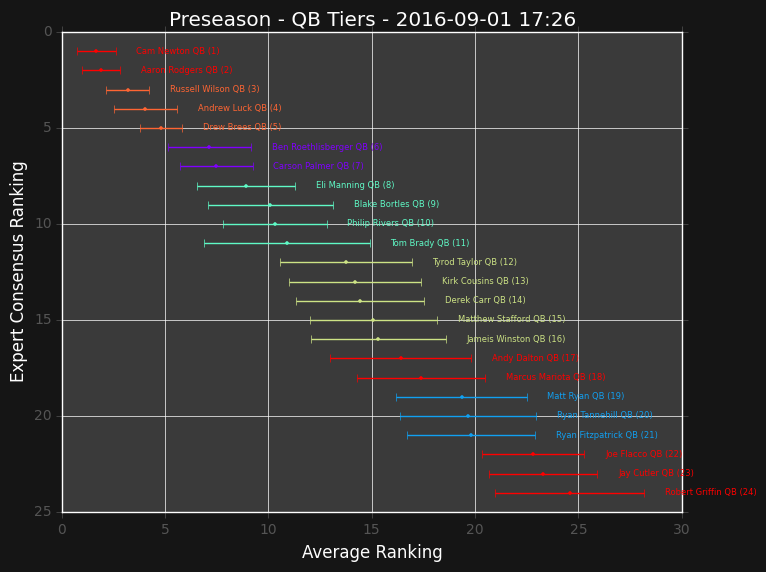 Preseason - QB Tiers - 2016-09-01 17:26
0
Cam Newton QB (1)
Aaron Rodgers QB (2)
Russell Wilson QB (3)
Andrew Luck QB (4)
5
Drew Brees QB (5)
Ben Roethlisberger QB (6)
Carson Palmer QB (7)
Eli Manning QB (8)
Blake Bortles QB (9)
10
Philip Rivers QB (10)
Tom Brady QB (11)
Tyrod Taylor QB (12)
Kirk Cousins QB (13)
Derek Carr QB (14)
15
Matthew Stafford QB (15)
Jameis Winston QB (16)
Andy Dalton QB (17)
Marcus Mariota QB (18)
Matt Ryan QB (19)
20
Ryan Tannehill QB (20)
Ryan Fitzpatrick QB (21)
Joe Flacco QB (22)
Jay Cutler QB (23)
Robert Griffin QB (24)
25
0 5 10 15 20 25 30
Average Ranking
Expert Consensus Ranking